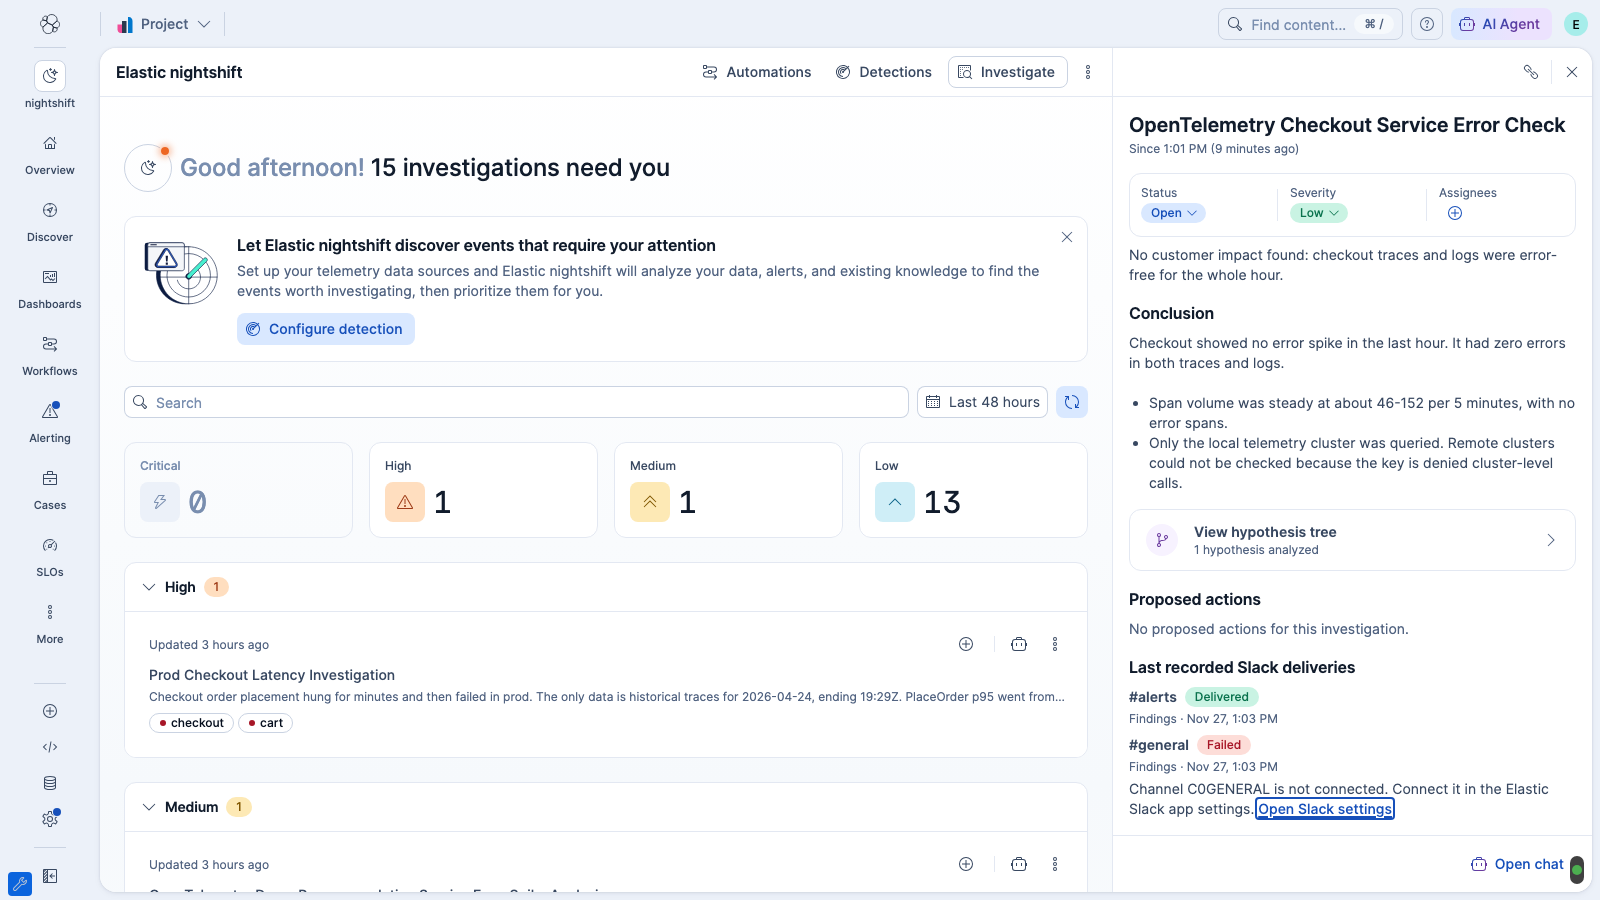 Project
Find content...
⌘ /
AI Agent
E
nightshift
Overview
Discover
Dashboards
Workflows
Alerting
Cases
SLOs
More
Elastic nightshift
Automations
Detections
Investigate
Good afternoon! 15 investigations need you
Let Elastic nightshift discover events that require your attention
Set up your telemetry data sources and Elastic nightshift will analyze your data, alerts, and existing knowledge to find the
events worth investigating, then prioritize them for you.
Configure detection
Search
Last 48 hours
Critical
0
High
1
Medium
1
Low
13
High 1
Updated 3 hours ago
Prod Checkout Latency Investigation
Checkout order placement hung for minutes and then failed in prod. The only data is historical traces for 2026-04-24, ending 19:29Z. PlaceOrder p95 went from...
checkout
cart
Medium 1
Updated 3 hours ago
OpenTelemetry Checkout Service Error Check
Since 1:01 PM (9 minutes ago)
Status
Open
Severity
Low
Assignees
No customer impact found: checkout traces and logs were error-
free for the whole hour.
Conclusion
Checkout showed no error spike in the last hour. It had zero errors
in both traces and logs.
• Span volume was steady at about 46-152 per 5 minutes, with no
error spans.
• Only the local telemetry cluster was queried. Remote clusters
could not be checked because the key is denied cluster-level
calls.
View hypothesis tree
1 hypothesis analyzed
Proposed actions
No proposed actions for this investigation.
Last recorded Slack deliveries
#alerts Delivered
Findings · Nov 27, 1:03 PM
#general Failed
Findings · Nov 27, 1:03 PM
Channel C0GENERAL is not connected. Connect it in the Elastic
Slack app settings. Open Slack settings
Open chat